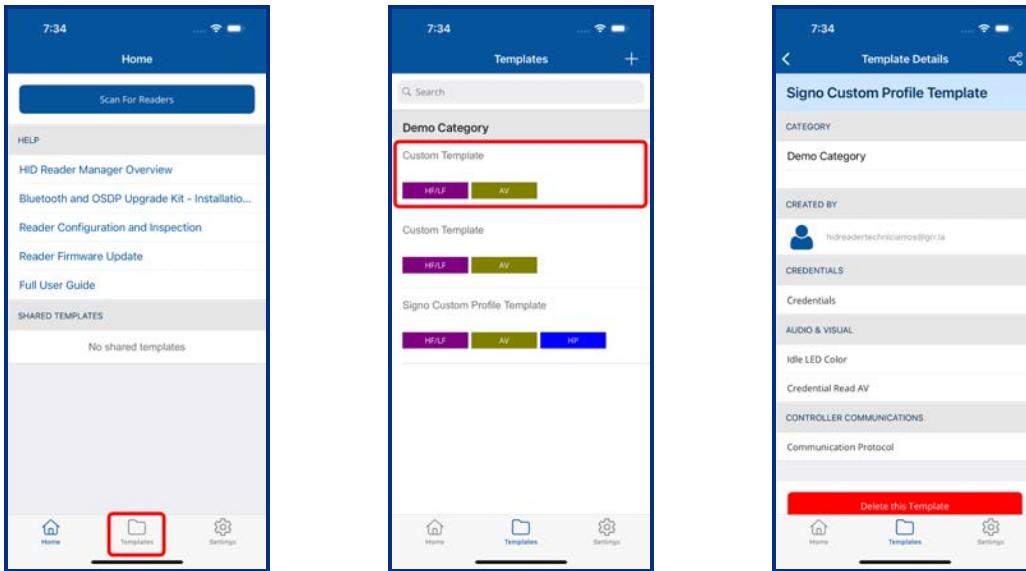 7:34
Home
Scan For Readers
HELP
HID Reader Manager Overview
Bluetooth and OSDP Upgrade Kit - Installatio...
Reader Configuration and Inspection
Reader Firmware Update
Full User Guide
SHARED TEMPLATES
No shared templates
Home Templates Settings
7:34
Templates
Search
Demo Category
Custom Template
HF/LF AV
Custom Template
HF/LF AV
Signo Custom Profile Template
HF/LF AV HP
Home Templates Settings
7:34
Template Details
Signo Custom Profile Template
CATEGORY
Demo Category
CREATED BY
hidreadertechnicianios@grr.la
CREDENTIALS
Credentials
AUDIO & VISUAL
Idle LED Color
Credential Read AV
CONTROLLER COMMUNICATIONS
Communication Protocol
Delete this Template
Home Templates Settings